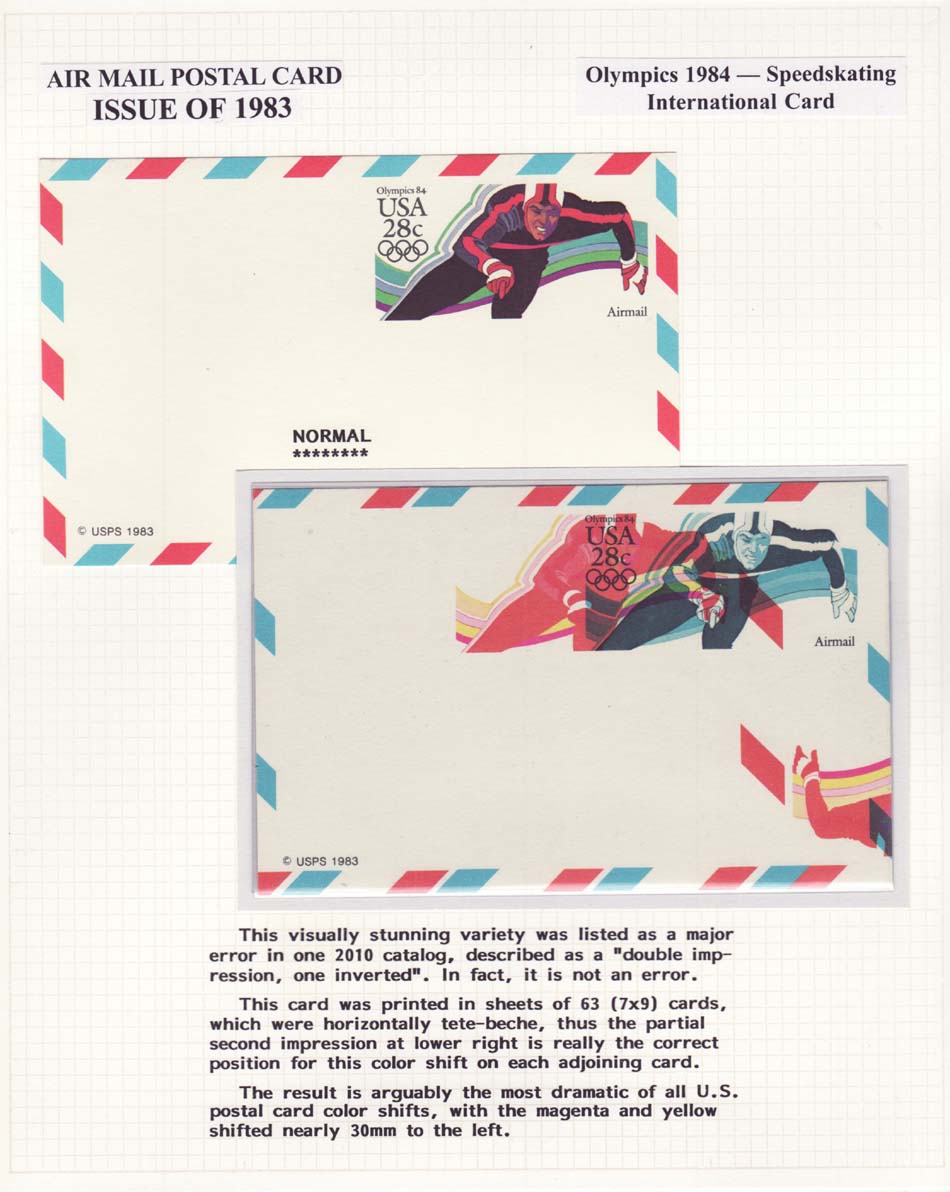 AIR MAIL POSTAL CARD
ISSUE OF 1983
Olympics 1984 — Speedskating
International Card
Olympics 84
USA
28c
Airmail
NORMAL
********
© USPS 1983
Olympics 84
USA
28c
Airmail
© USPS 1983
This visually stunning variety was listed as a major
error in one 2010 catalog, described as a "double imp-
ression, one inverted". In fact, it is not an error.
This card was printed in sheets of 63 (7x9) cards,
which were horizontally tete-beche, thus the partial
second impression at lower right is really the correct
position for this color shift on each adjoining card.
The result is arguably the most dramatic of all U.S.
postal card color shifts, with the magenta and yellow
shifted nearly 30mm to the left.